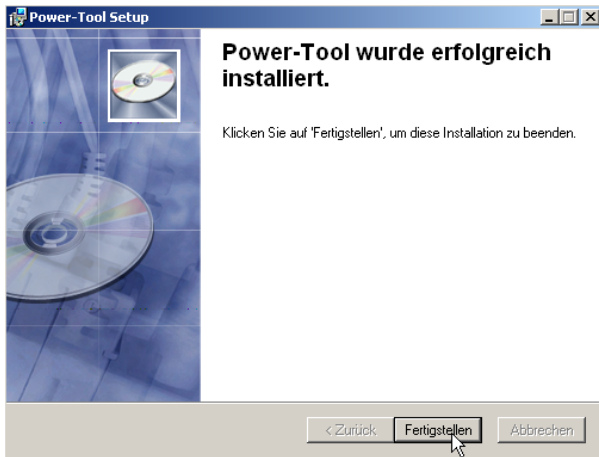 Power-Tool Setup
Power-Tool wurde erfolgreich
installiert.
Klicken Sie auf 'Fertigstellen', um diese Installation zu beenden.
< Zurück
Fertigstellen
Abbrechen